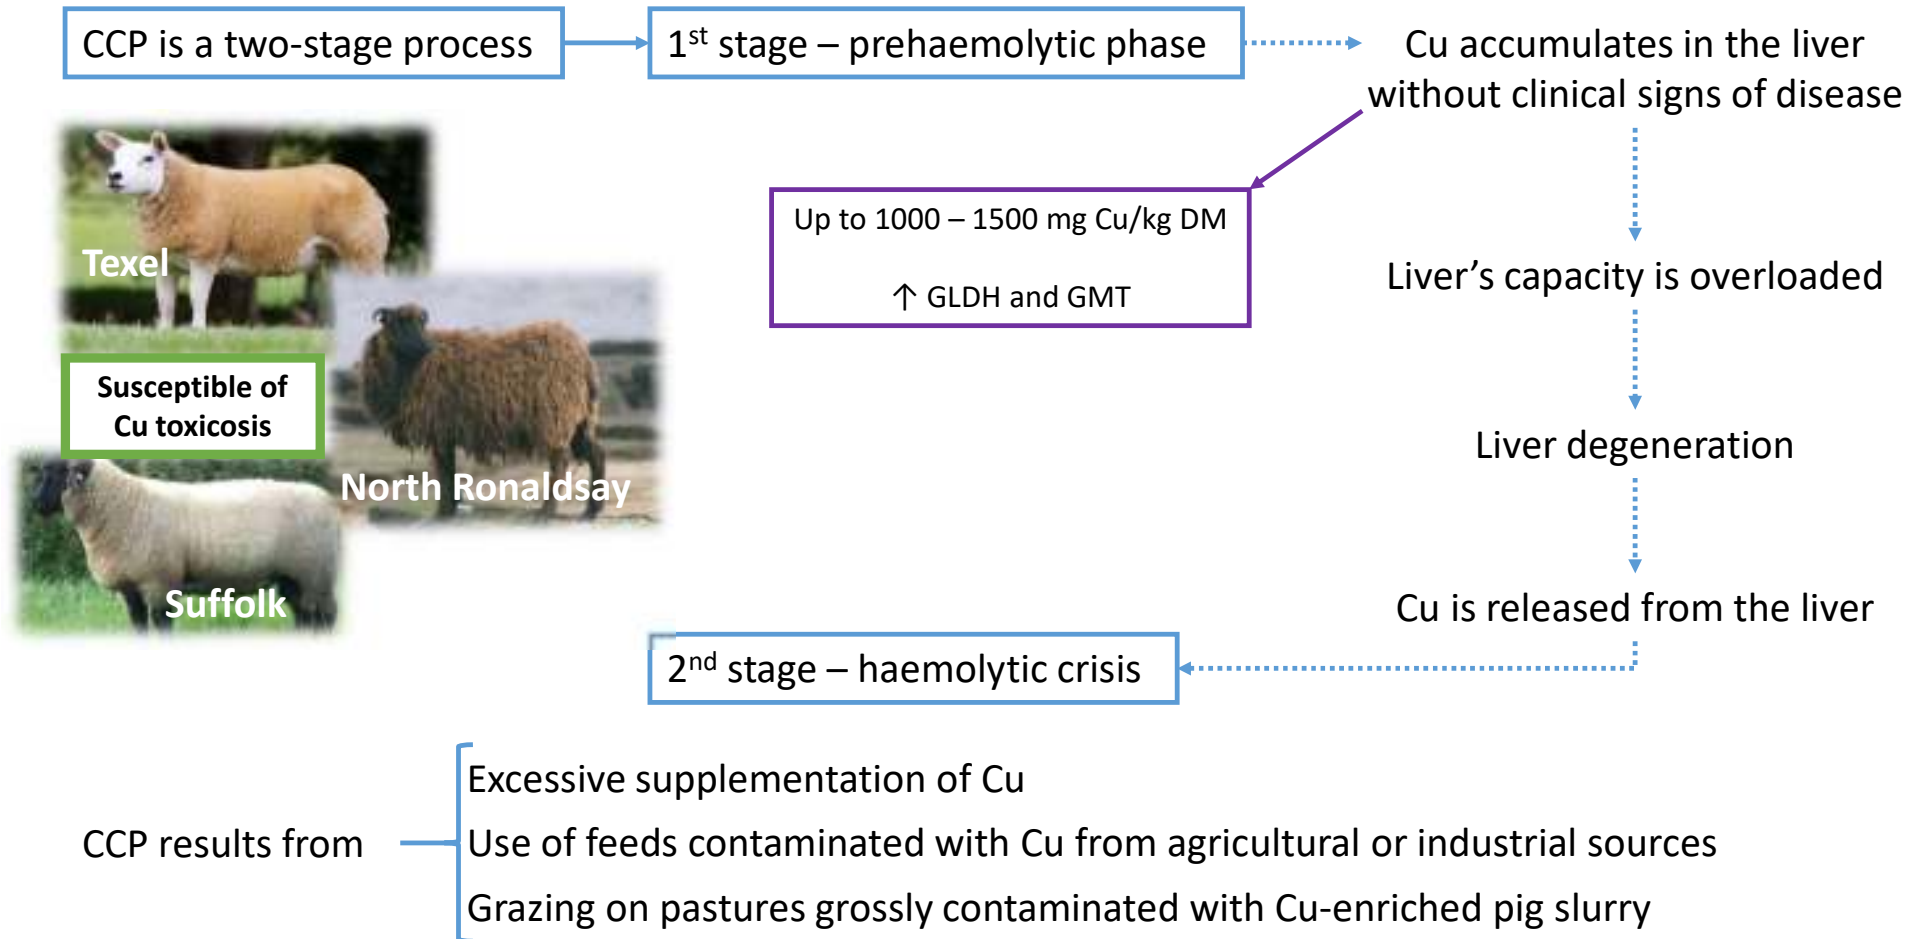 CCP is a two-stage process
1st stage – prehaemolytic phase
Cu accumulates in the liver
without clinical signs of disease
Up to 1000 – 1500 mg Cu/kg DM
↑ GLDH and GMT
Liver’s capacity is overloaded
Liver degeneration
Cu is released from the liver
2nd stage – haemolytic crisis
Texel
Susceptible of
Cu toxicosis
North Ronaldsay
Suffolk
CCP results from
Excessive supplementation of Cu
Use of feeds contaminated with Cu from agricultural or industrial sources
Grazing on pastures grossly contaminated with Cu-enriched pig slurry